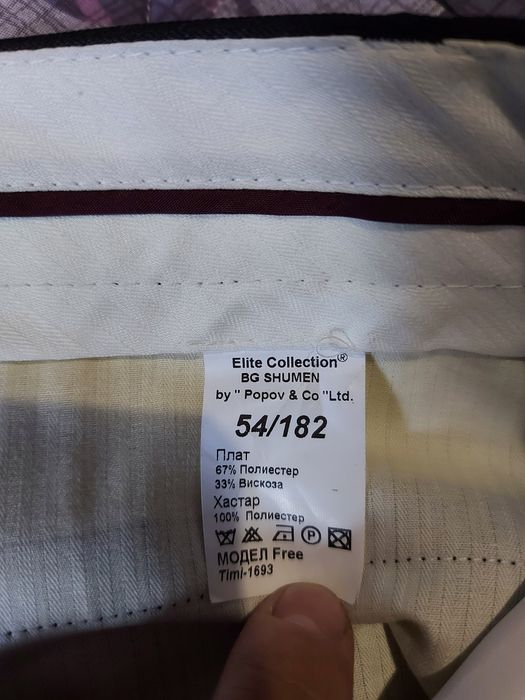 Elite Collection®
BG SHUMEN
by " Popov & Co "Ltd.
54/182
Плат
67% Полиестер
33% Вискоза
Хастар
100% Полиестер
P
МОДЕЛ Free
Timi-1693